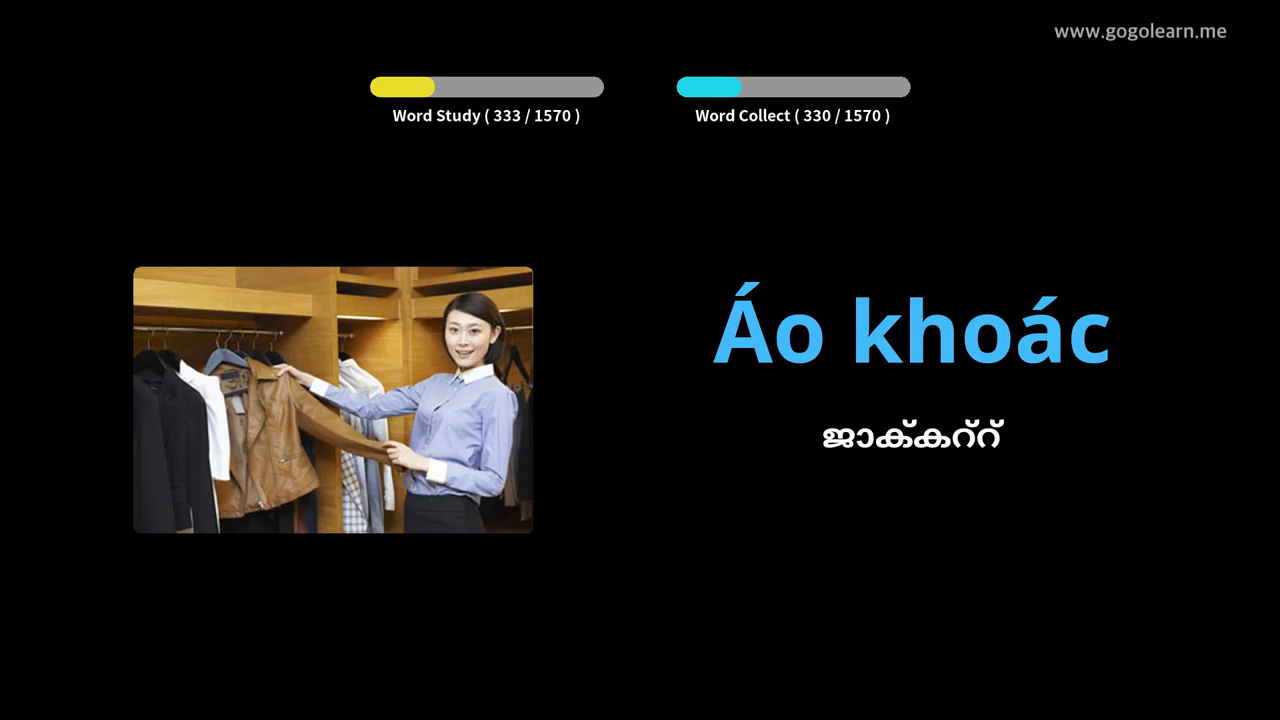 www.gogolearn.me
Word Study ( 333 / 1570 )
Word Collect ( 330 / 1570 )
Áo khoác
ജാക്കറ്റ്